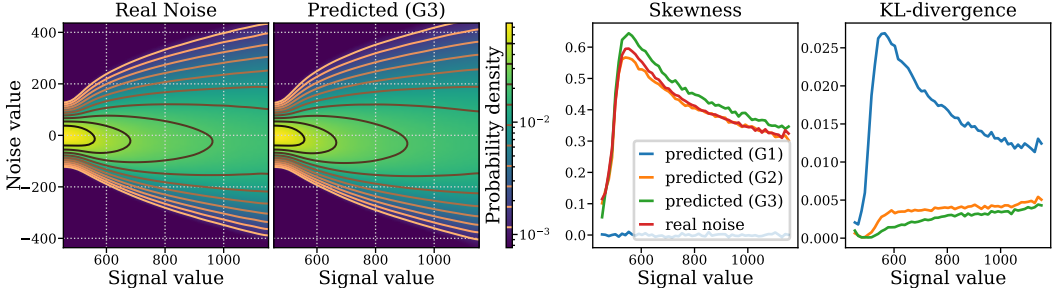 Real Noise
Predicted (G3)
Skewness
KL-divergence
Noise value
400
200
0
−200
−400
600
800
1000
Signal value
600
800
1000
Signal value
Probability density
10−2
10−3
0.6
0.5
0.4
0.3
0.2
0.1
0.0
predicted (G1)
predicted (G2)
predicted (G3)
real noise
600
800
1000
Signal value
0.025
0.020
0.015
0.010
0.005
0.000
600
800
1000
Signal value